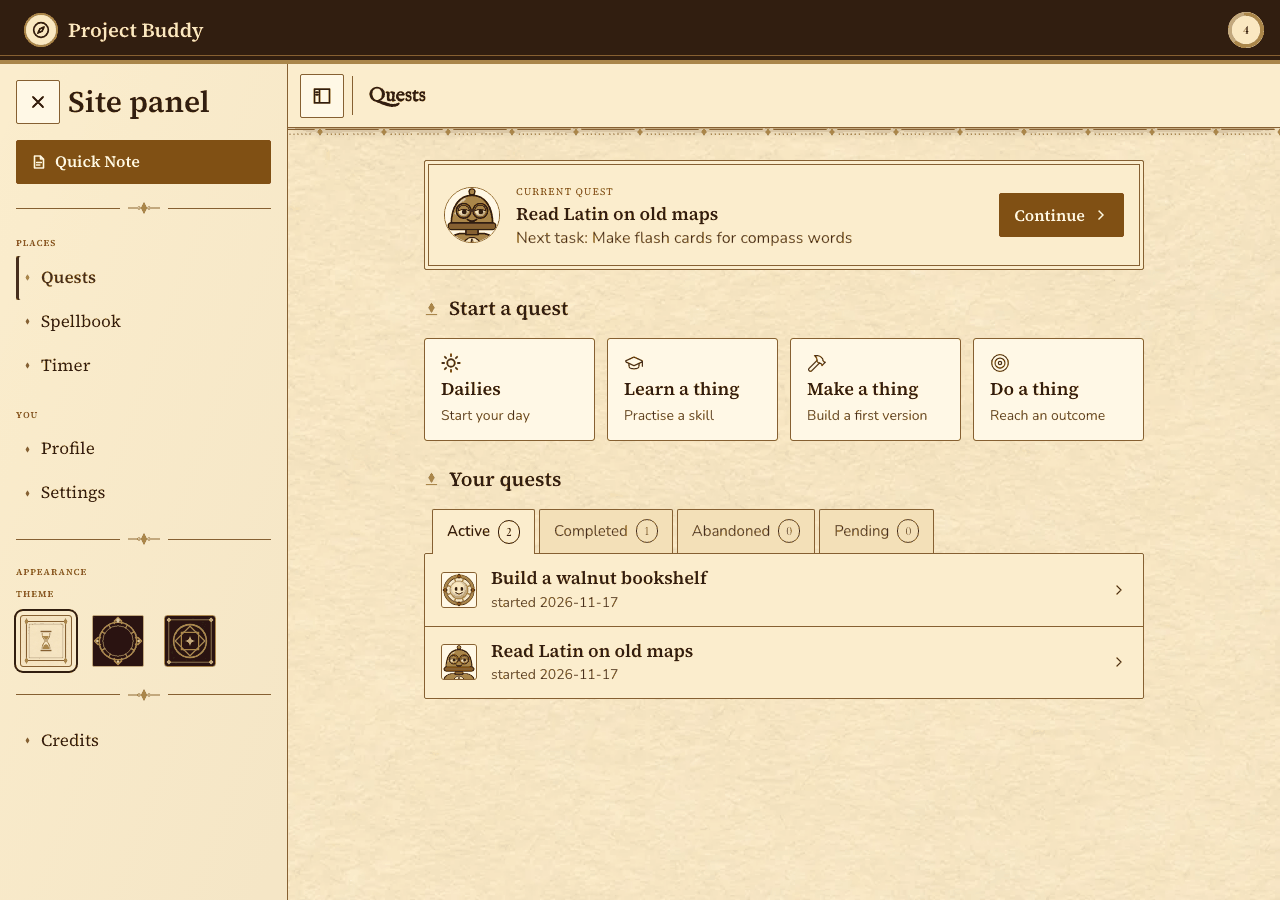 Project Buddy
4
Site panel
Quick Note
PLACES
Quests
Spellbook
Timer
YOU
Profile
Settings
APPEARANCE
THEME
Credits
Quests
CURRENT QUEST
Read Latin on old maps
Next task: Make flash cards for compass words
Continue
Start a quest
Dailies
Start your day
Learn a thing
Practise a skill
Make a thing
Build a first version
Do a thing
Reach an outcome
Your quests
Active 2
Completed 1
Abandoned 0
Pending 0
Build a walnut bookshelf
started 2026-11-17
Read Latin on old maps
started 2026-11-17